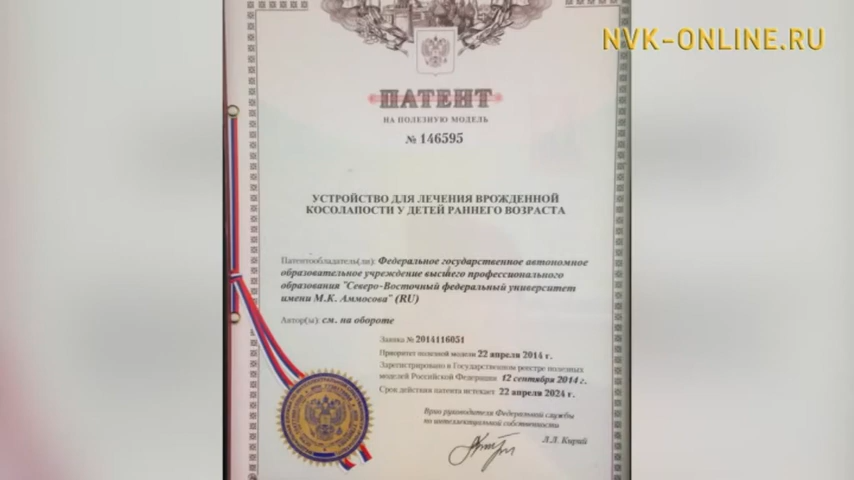 NVK-ONLINE.RU
ПАТЕНТ
НА ПОЛЕЗНУЮ МОДЕЛЬ
№ 146595
УСТРОЙСТВО ДЛЯ ЛЕЧЕНИЯ ВРОЖДЕННОЙ
КОСОЛАПОСТИ У ДЕТЕЙ РАННЕГО ВОЗРАСТА
Патентообладатель(ли): Федеральное государственное автономное
образовательное учреждение высшего профессионального
образования "Северо-Восточный федеральный университет
имени М.К. Аммосова" (RU)
Автор(ы): см. на обороте
Заявка № 2014116051
Приоритет полезной модели 22 апреля 2014 г.
Зарегистрировано в Государственном реестре полезных
моделей Российской Федерации 12 сентября 2014 г.
Срок действия патента истекает 22 апреля 2024 г.
Врио руководителя Федеральной службы
по интеллектуальной собственности
Л.Л. Кирий